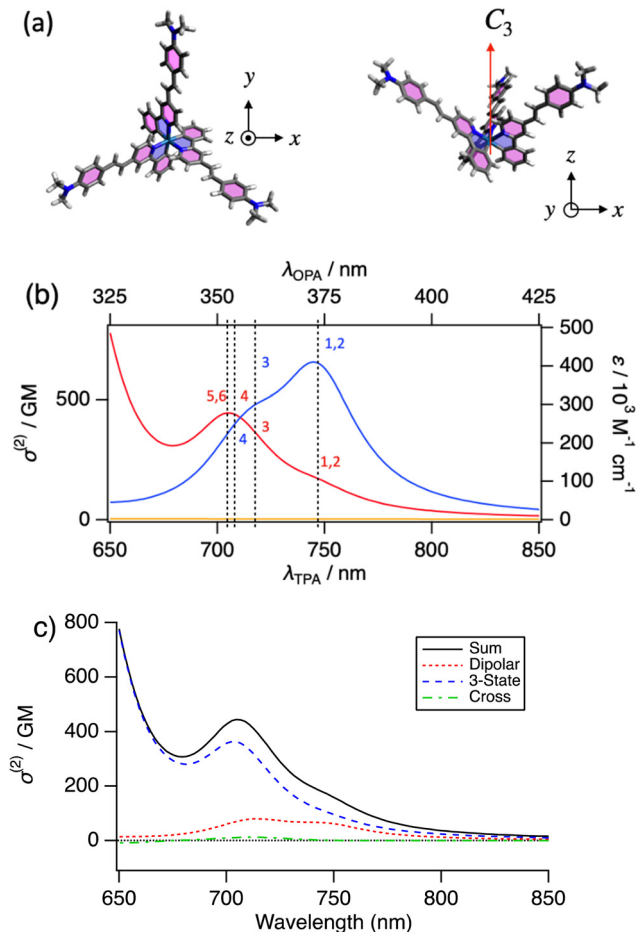 (a)
C₃
y
z
x
z
y
x
λOPA / nm
(b)
325
350
375
400
425
500
400
300
200
100
0
ε / 10³ M⁻¹ cm⁻¹
500
0
σ⁽²⁾ / GM
3
1,2
5,6
4
3
4
1,2
650
700
750
800
850
λTPA / nm
c)
800
600
400
200
0
σ⁽²⁾ / GM
Sum
Dipolar
3-State
Cross
650
700
750
800
850
Wavelength (nm)